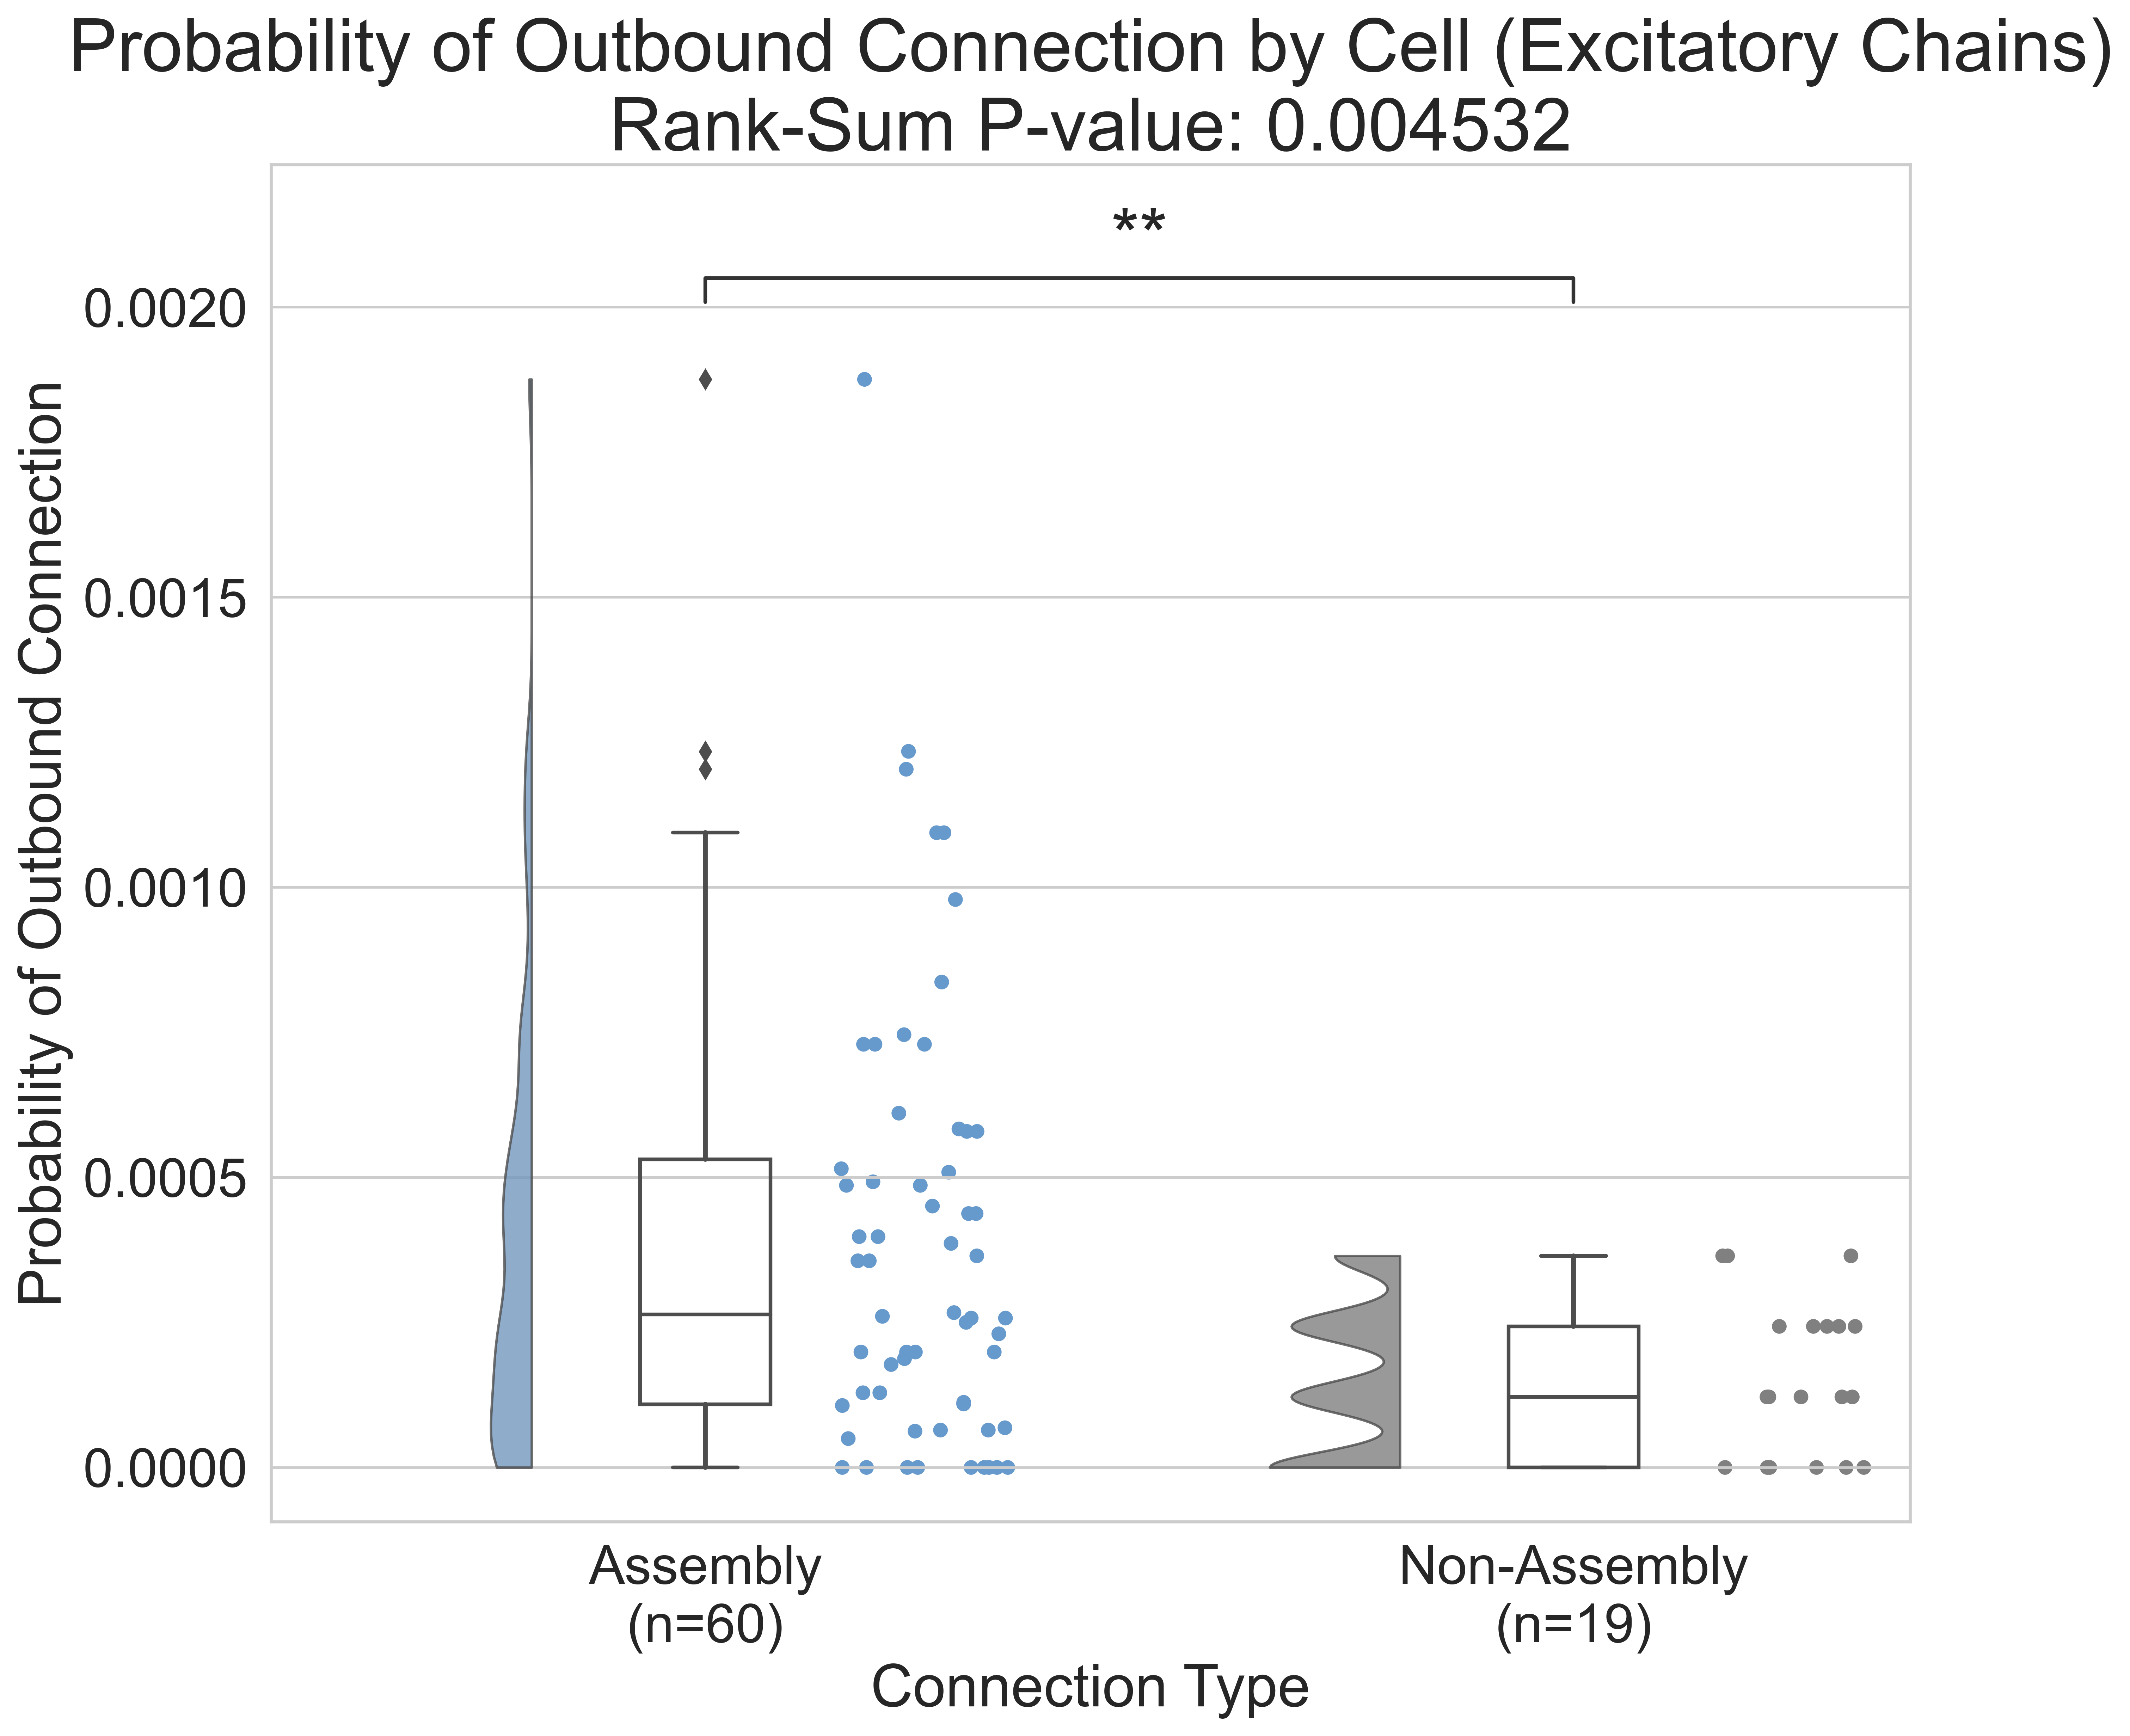 Probability of Outbound Connection by Cell (Excitatory Chains)
Rank-Sum P-value: 0.004532
**
0.0020
0.0015
0.0010
0.0005
0.0000
Probability of Outbound Connection
Assembly
(n=60)
Non-Assembly
(n=19)
Connection Type